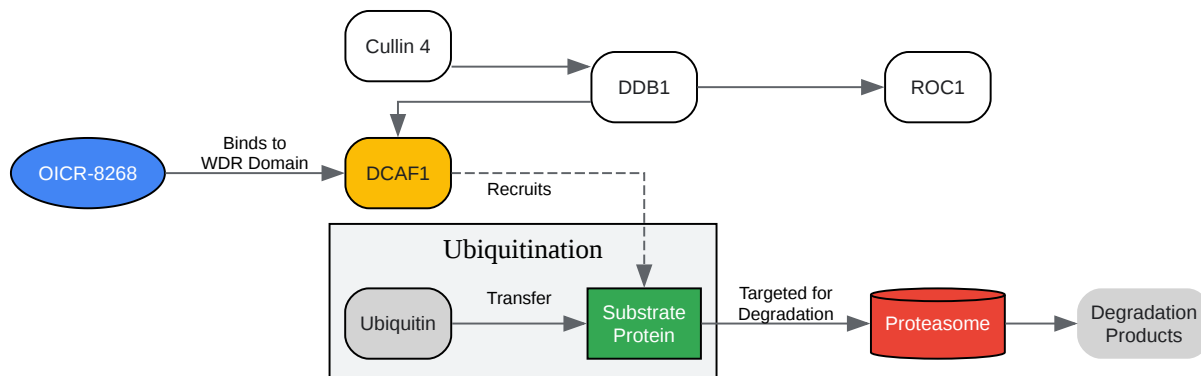 Cullin 4
DDB1
ROC1
OICR-8268
Binds to
WDR Domain
DCAF1
Recruits
Ubiquitination
Ubiquitin
Transfer
Substrate
Protein
Targeted for
Degradation
Proteasome
Degradation
Products